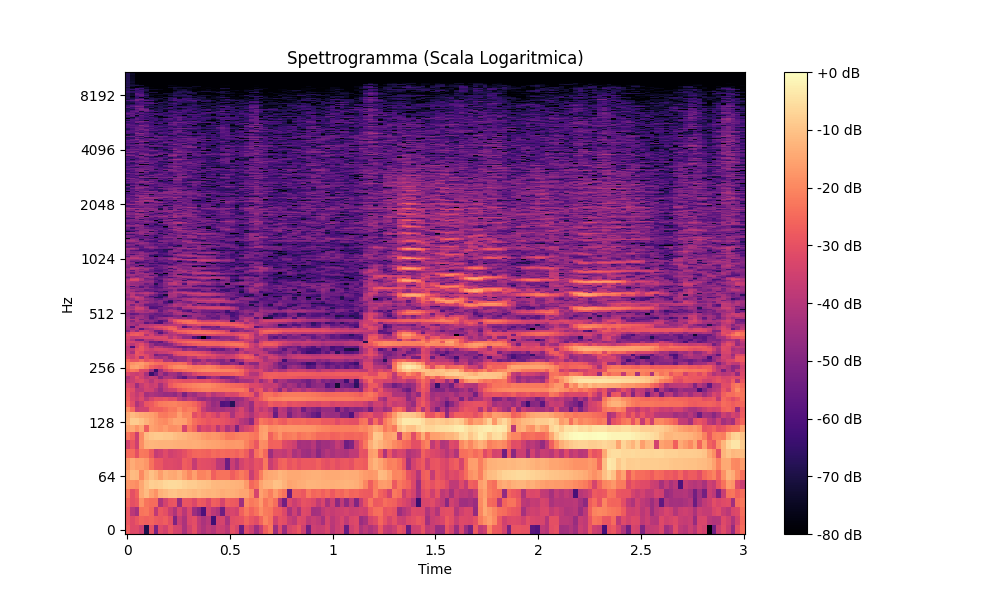 Spettrogramma (Scala Logaritmica)
8192
4096
2048
1024
512
256
128
64
0
Hz
0
0.5
1
1.5
2
2.5
3
Time
+0 dB
-10 dB
-20 dB
-30 dB
-40 dB
-50 dB
-60 dB
-70 dB
-80 dB